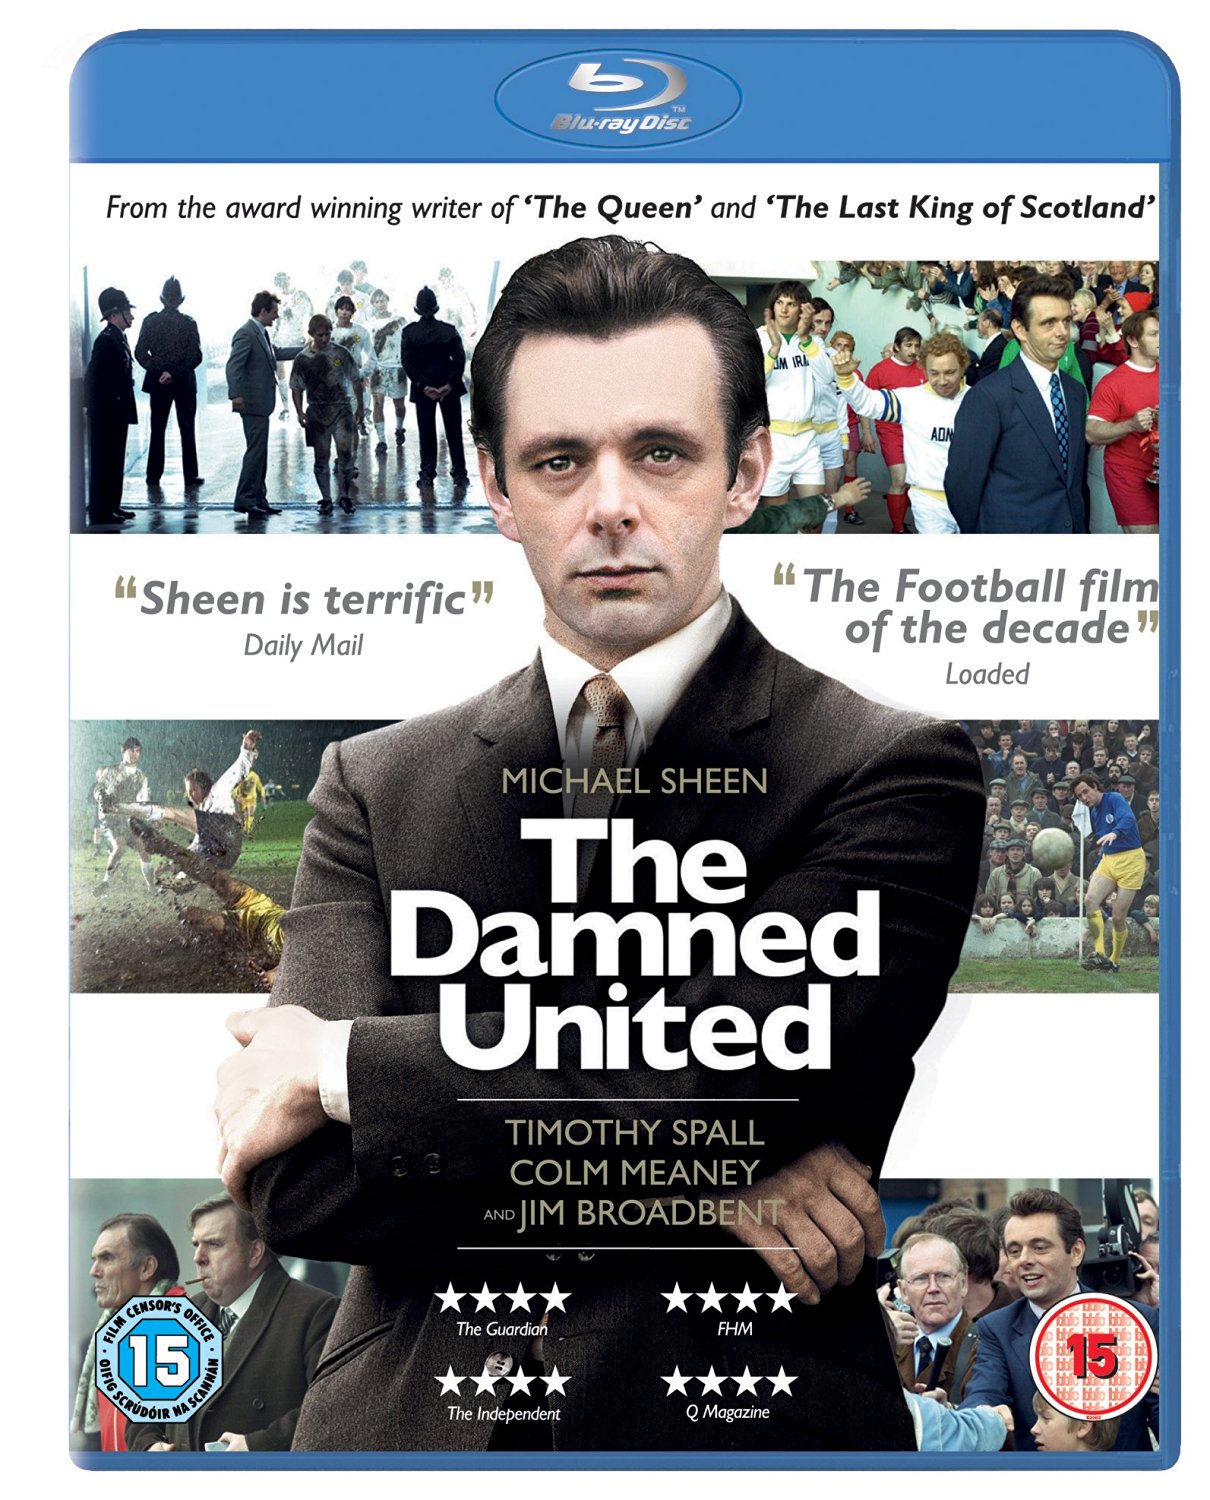 Blu-ray Disc™
From the award winning writer of ‘The Queen’ and ‘The Last King of Scotland’
“Sheen is terrific”
Daily Mail
“The Football film
of the decade”
Loaded
MICHAEL SHEEN
The
Damned
United
TIMOTHY SPALL
COLM MEANEY
AND JIM BROADBENT
The Guardian
FHM
The Independent
Q Magazine
FILM CENSOR'S OFFICE
15
OIFIG SCRÚDÓIR NA SCANNÁN
15